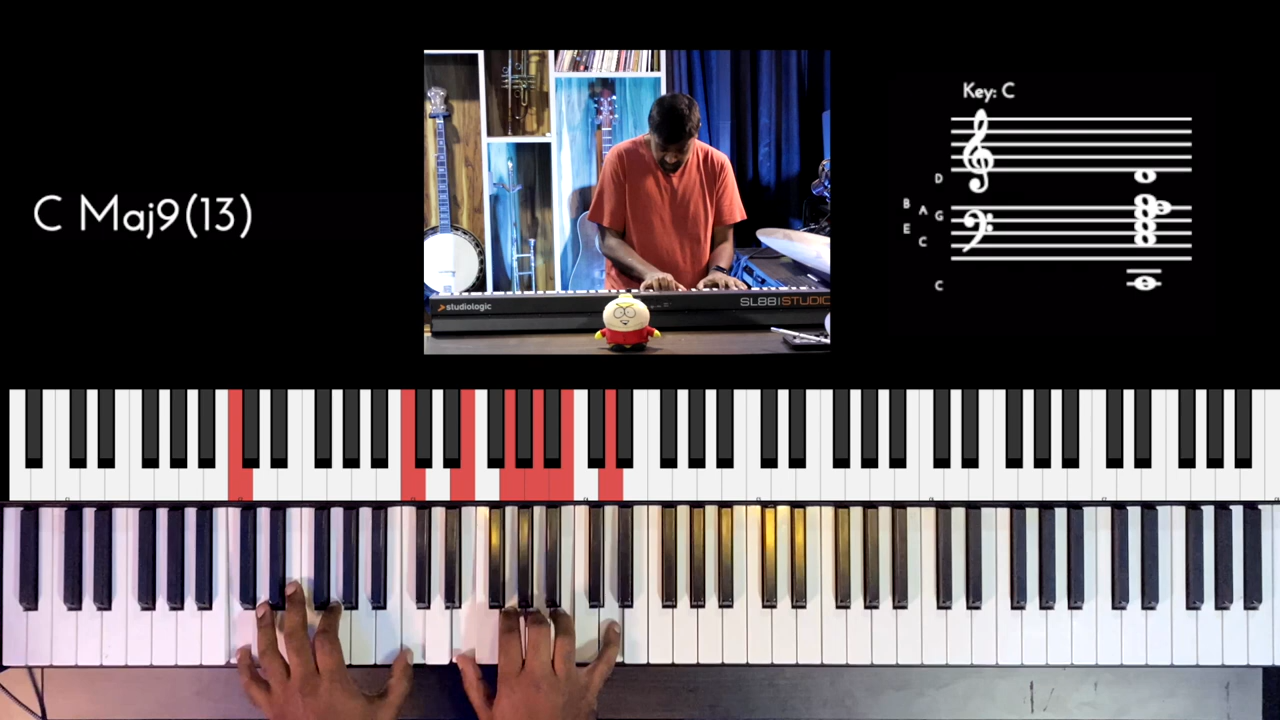 C Maj9(13)
Key: C
D
B A G
E C
C
studiologic
SL88|STUDIO